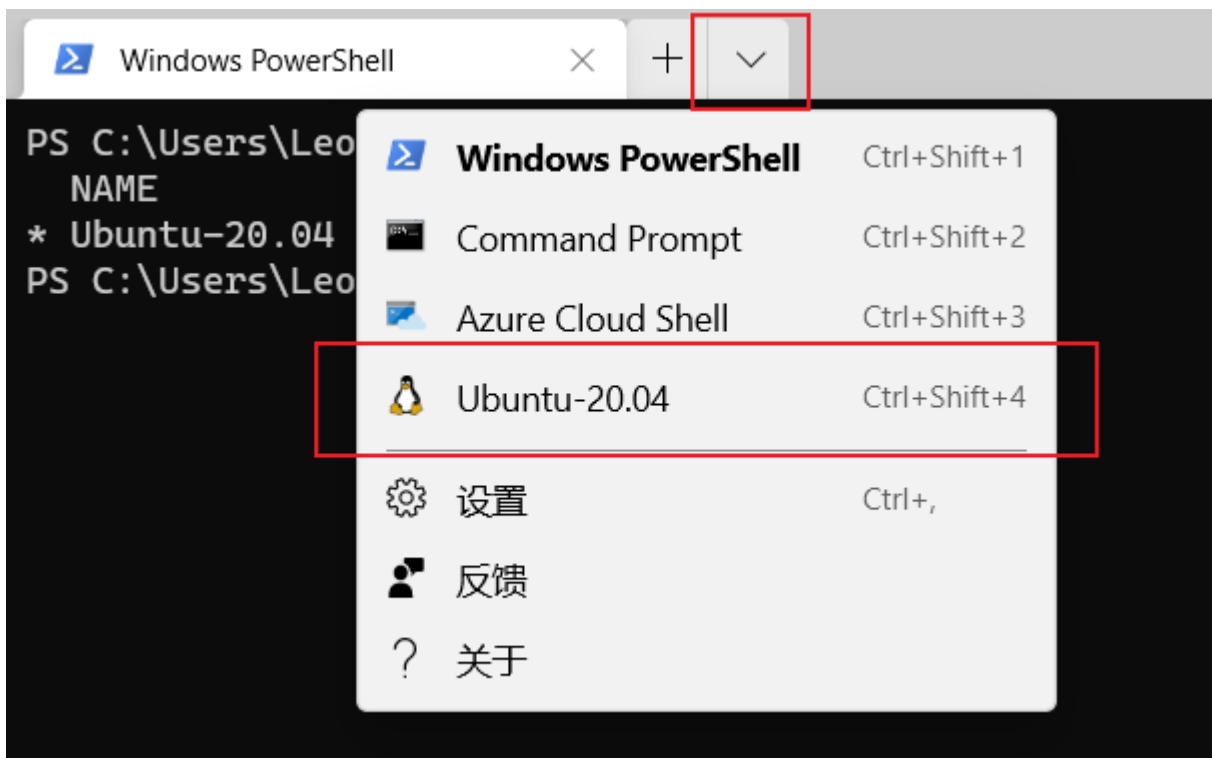 Windows PowerShell
PS C:\Users\Leo
NAME
* Ubuntu-20.04
PS C:\Users\Leo
Windows PowerShell Ctrl+Shift+1
Command Prompt Ctrl+Shift+2
Azure Cloud Shell Ctrl+Shift+3
Ubuntu-20.04 Ctrl+Shift+4
设置 Ctrl+,
反馈
关于